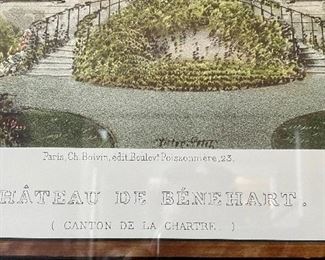 Paris, Ch. Boivin, édit. Boulevt. Poissonnière, 23.
HÂTEAU DE BÉNEHART.
( CANTON DE LA CHARTRE. )